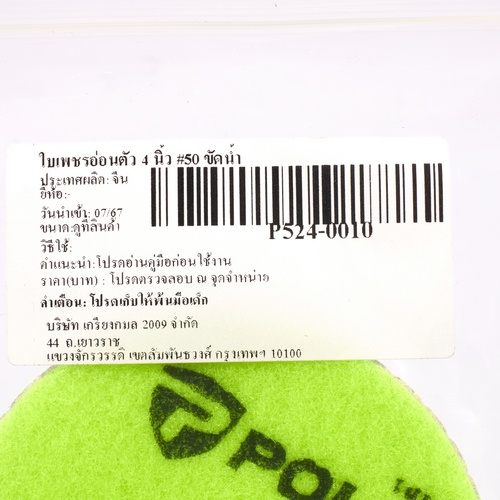 ใบเพชรอ่อนตัว 4 นิ้ว #50 ขัดน้ำ
ประเทศผลิต: จีน
ยี่ห้อ:-
วันนำเข้า: 07/67
ขนาด:ดูที่สินค้า
วิธีใช้:
คำแนะนำ:โปรดอ่านคู่มือก่อนใช้งาน
ราคา(บาท) : โปรดตรวจสอบ ณ จุดจำหน่าย
คำเตือน: โปรดเก็บให้พ้นมือเด็ก
บริษัท เกรียงกมล 2009 จำกัด
44 ถ.เยาวราช
แขวงจักรวรรดิ เขตสัมพันธวงศ์ กรุงเทพฯ 10100
P524-0010
POL